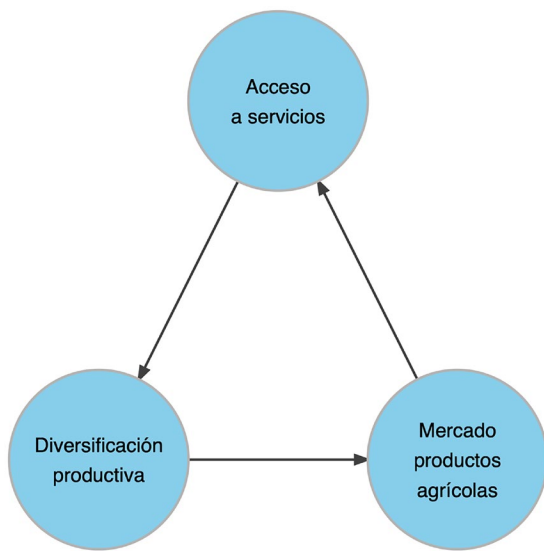 Acceso
a servicios
Diversificación
productiva
Mercado
productos
agrícolas